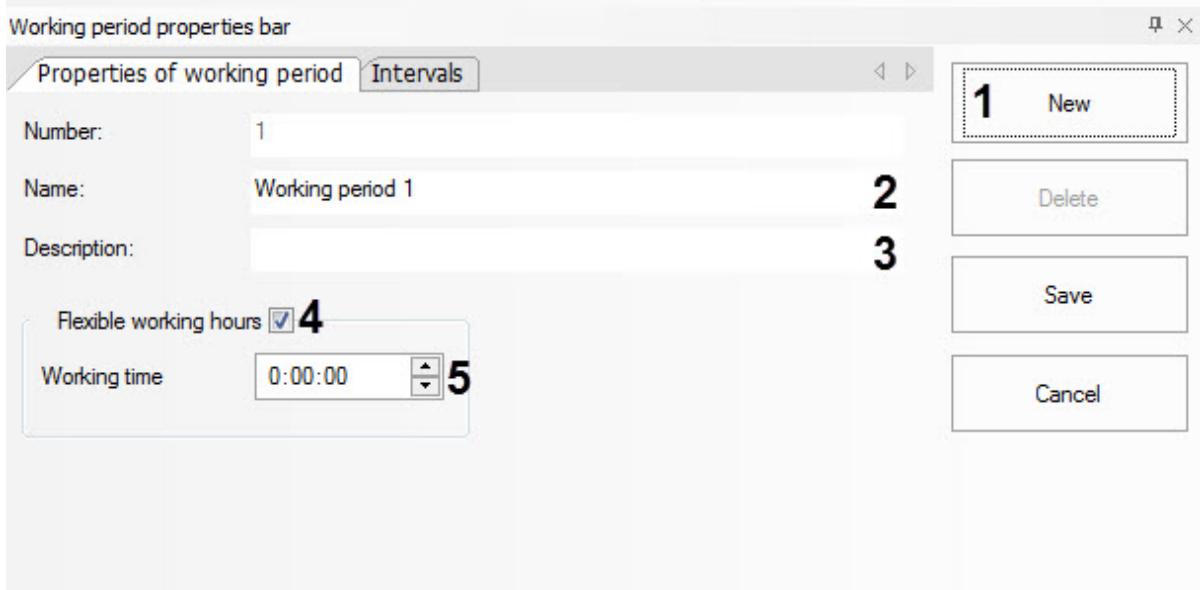 Working period properties bar
Properties of working period Intervals
1 New
Number: 1
Name: Working period 1 2
Delete
Description: 3
Save
Flexible working hours 4
Working time 0:00:00 5
Cancel